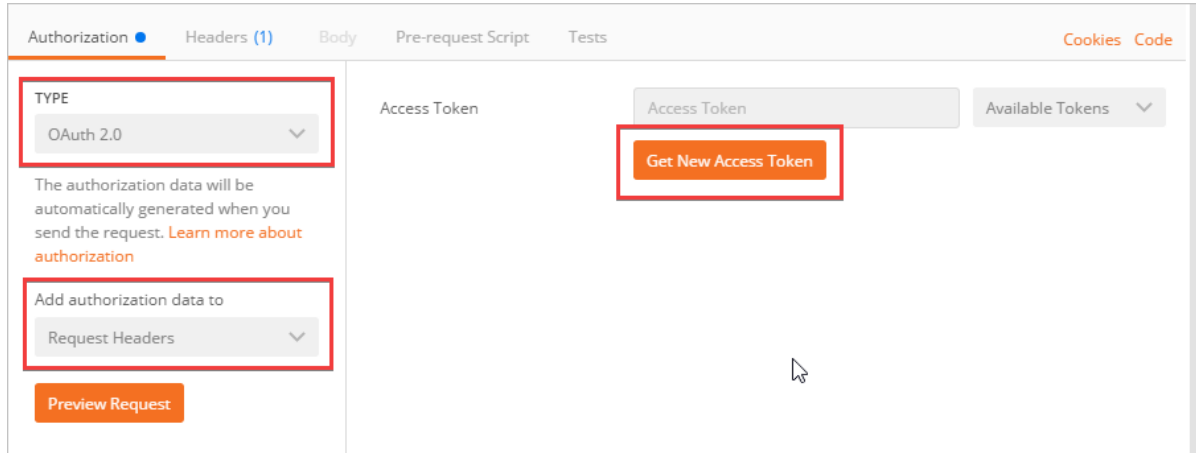 Authorization Headers (1) Body Pre-request Script Tests Cookies Code
TYPE
OAuth 2.0
The authorization data will be
automatically generated when you
send the request. Learn more about
authorization
Add authorization data to
Request Headers
Preview Request
Access Token Access Token Available Tokens
Get New Access Token